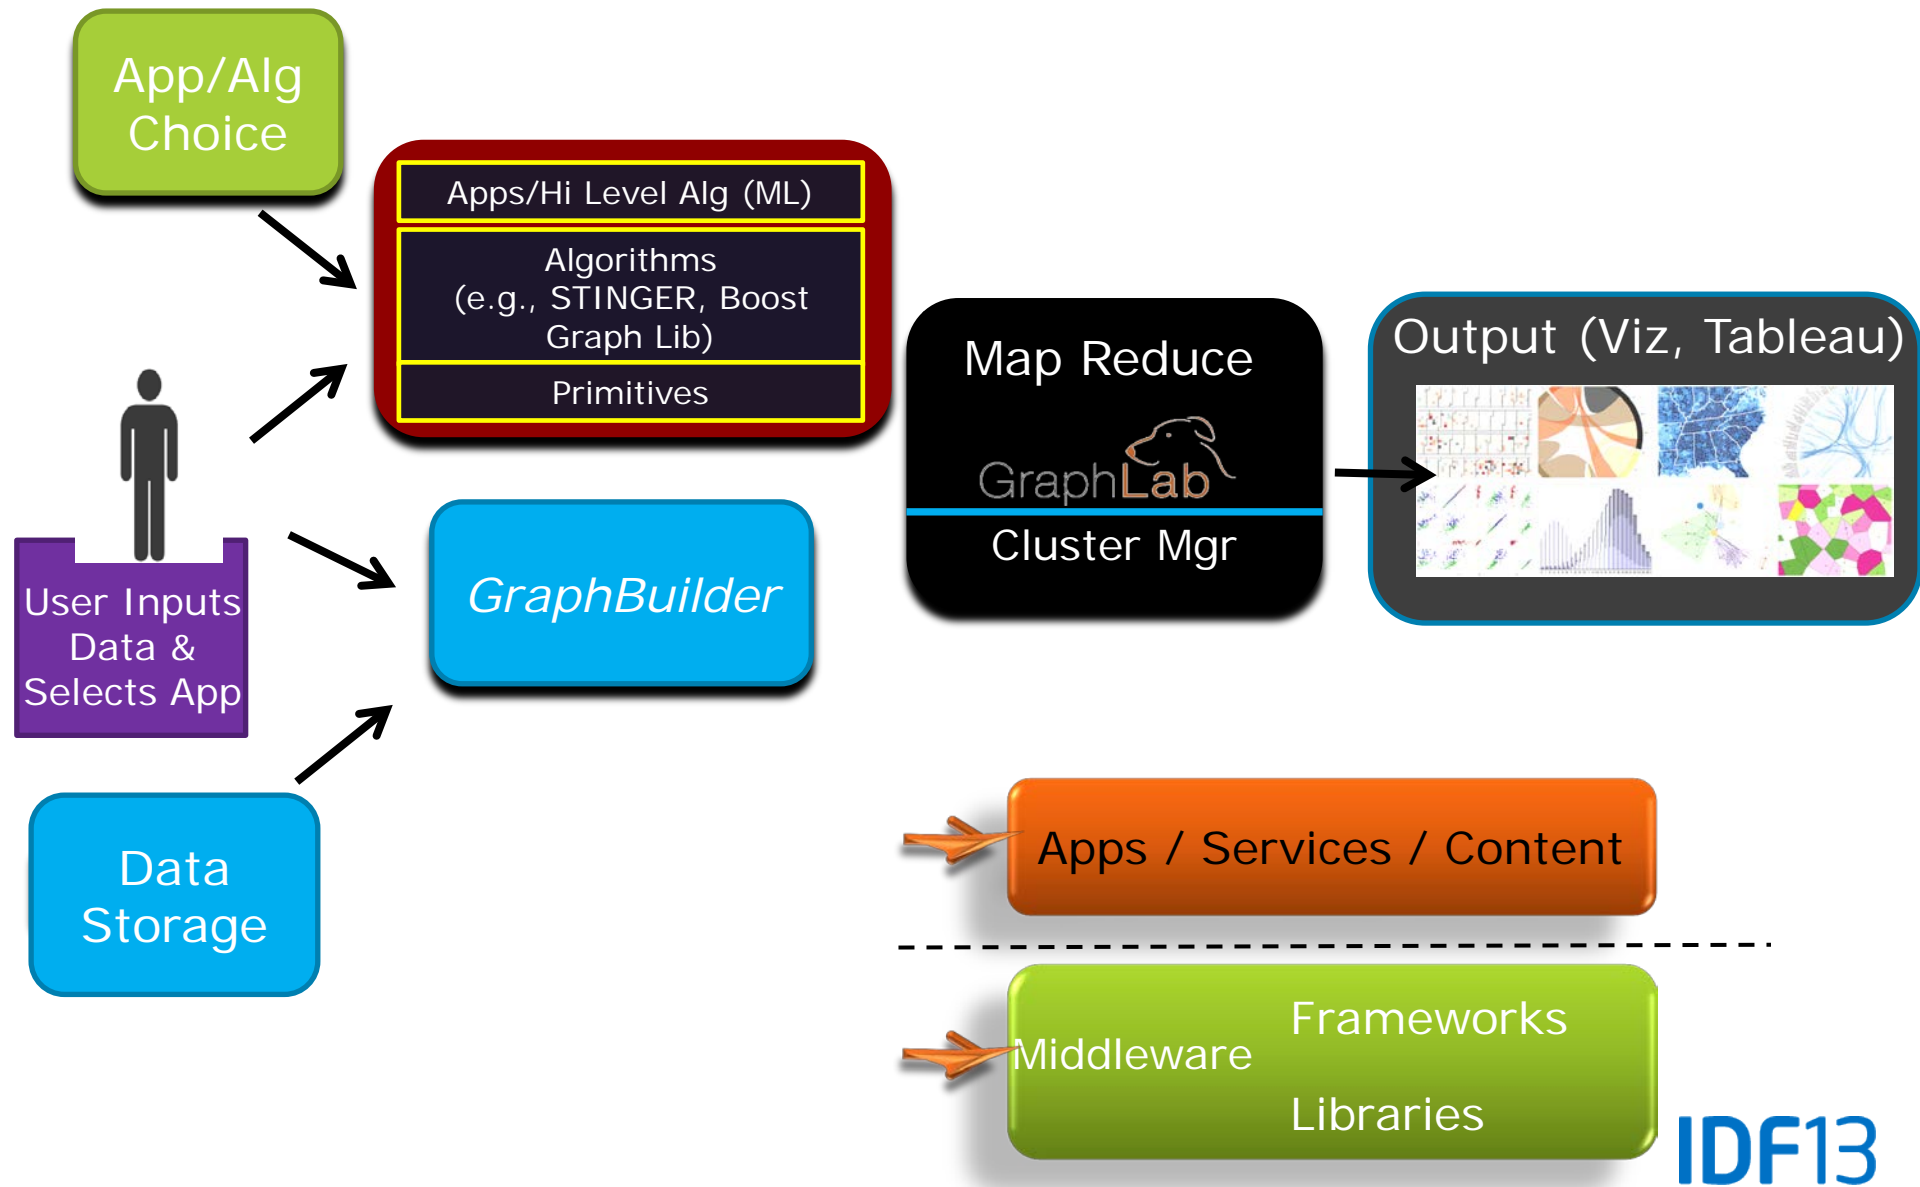 App/Alg
Choice
Apps/Hi Level Alg (ML)
Algorithms
(e.g., STINGER, Boost
Graph Lib)
Primitives
User Inputs
Data &
Selects App
GraphBuilder
Data
Storage
Map Reduce
GraphLab
Cluster Mgr
Output (Viz, Tableau)
Apps / Services / Content
Middleware
Frameworks
Libraries
IDF13